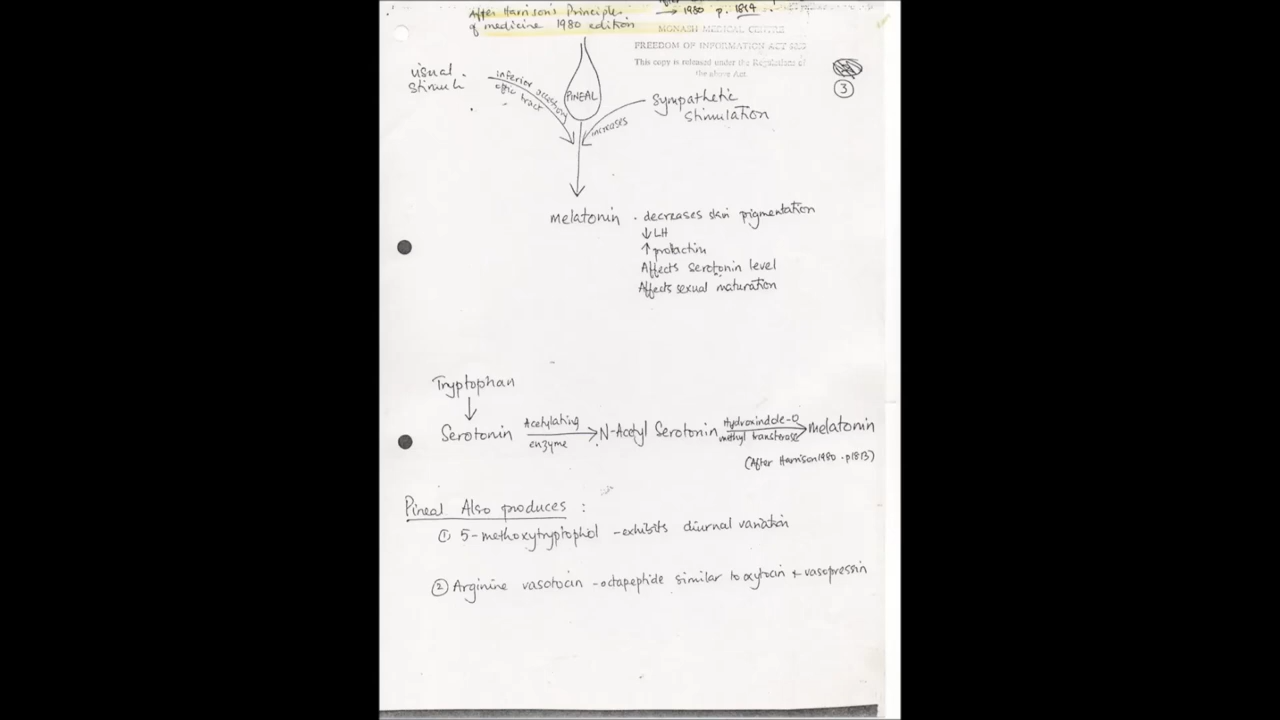 After Harrison's Principle
→ 1980 p. 1814
of medicine 1980 edition
MONASH MEDICAL CENTRE
FREEDOM OF INFORMATION ACT
This copy is released under the Regulations of
the above Act
3
visual
stimuli
inferior accessory
optic tract
PINEAL
increases
sympathetic
stimulation
melatonin . decreases skin pigmentation
↓ LH
↑ prolactin
Affects serotonin level
Affects sexual maturation
Tryptophan
↓
Serotonin Acetylating enzyme → N-Acetyl Serotonin Hydroxindole-O methyl transferase → melatonin
(After Harrison 1980 . p1813)
Pineal Also produces :
① 5-methoxytryptophol - exhibits diurnal variation
② Arginine vasotocin - octapeptide similar to oxytocin & vasopressin